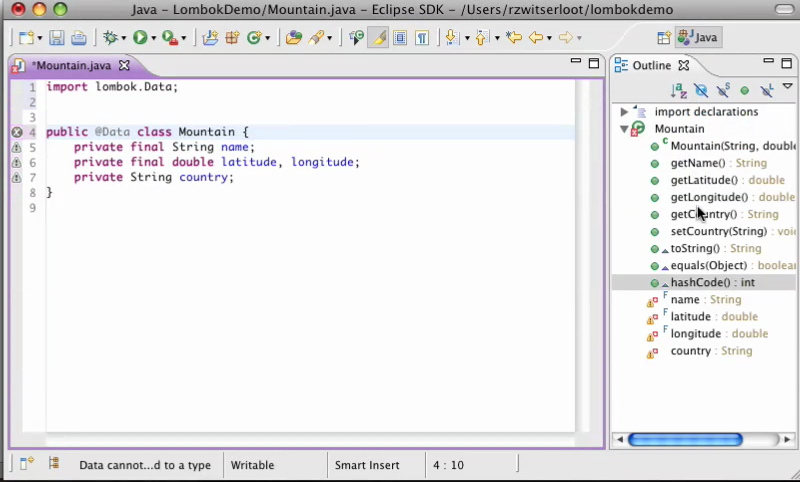 Java – LombokDemo/Mountain.java – Eclipse SDK – /Users/rzwitserloot/lombokdemo
Java
*Mountain.java
1 import lombok.Data;
2
3
4 public @Data class Mountain {
5 private final String name;
6 private final double latitude, longitude;
7 private String country;
8 }
9
Outline
import declarations
Mountain
Mountain(String, double
getName() : String
getLatitude() : double
getLongitude() : double
getCountry() : String
setCountry(String) : void
toString() : String
equals(Object) : boolean
hashCode() : int
name : String
latitude : double
longitude : double
country : String
Data cannot...d to a type
Writable
Smart Insert
4 : 10